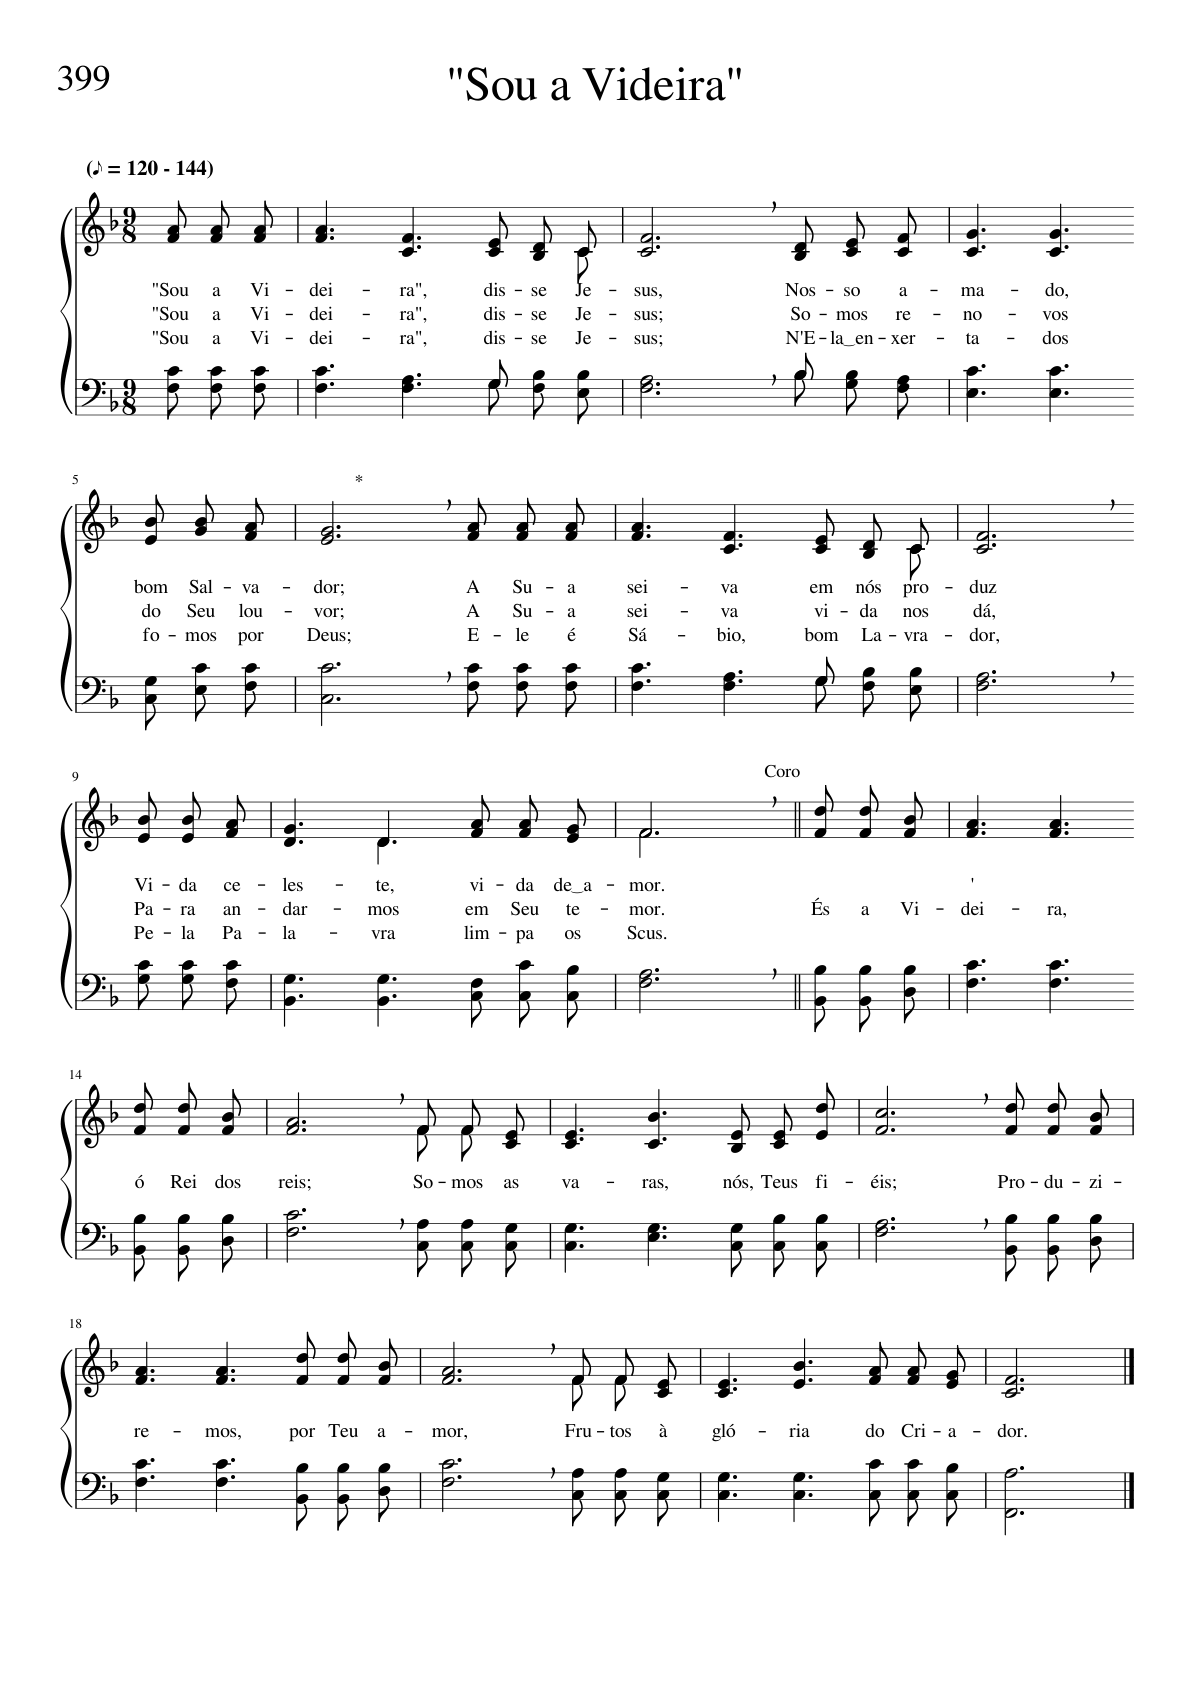 399
"Sou a Videira"
(♪ = 120 - 144)
"Sou a Vi - dei - ra", dis - se Je - sus, Nos - so a - ma - do,
"Sou a Vi - dei - ra", dis - se Je - sus; So - mos re - no - vos
"Sou a Vi - dei - ra", dis - se Je - sus; N'E - la‿en - xer - ta - dos
5
*
bom Sal - va - dor; A Su - a sei - va em nós pro - duz
do Seu lou - vor; A Su - a sei - va vi - da nos dá,
fo - mos por Deus; E - le é Sá - bio, bom La - vra - dor,
9
Coro
Vi - da ce - les - te, vi - da de‿a - mor. '
Pa - ra an - dar - mos em Seu te - mor. És a Vi - dei - ra,
Pe - la Pa - la - vra lim - pa os Scus.
14
ó Rei dos reis; So - mos as va - ras, nós, Teus fi - éis; Pro - du - zi -
18
re - mos, por Teu a - mor, Fru - tos à gló - ria do Cri - a - dor.